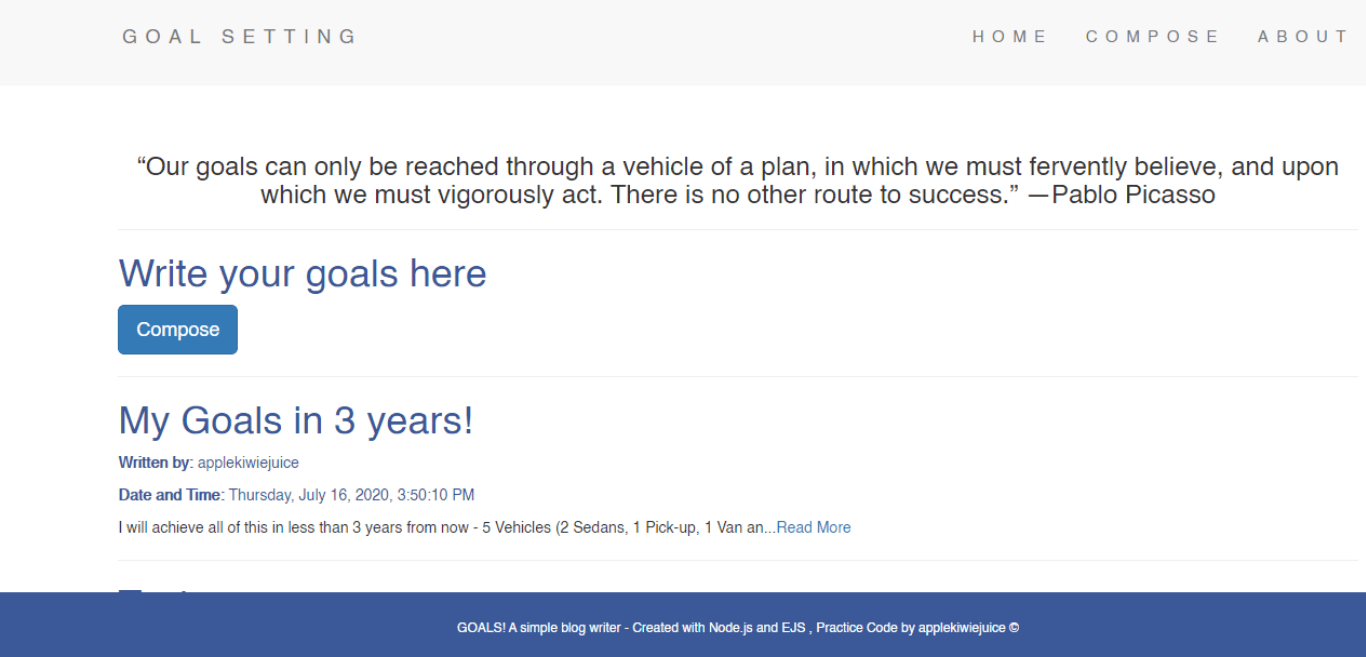 GOAL SETTING HOME COMPOSE ABOUT
“Our goals can only be reached through a vehicle of a plan, in which we must fervently believe, and upon
which we must vigorously act. There is no other route to success.” —Pablo Picasso
Write your goals here
Compose
My Goals in 3 years!
Written by: applekiwiejuice
Date and Time: Thursday, July 16, 2020, 3:50:10 PM
I will achieve all of this in less than 3 years from now - 5 Vehicles (2 Sedans, 1 Pick-up, 1 Van an...Read More
GOALS! A simple blog writer - Created with Node.js and EJS , Practice Code by applekiwiejuice ©